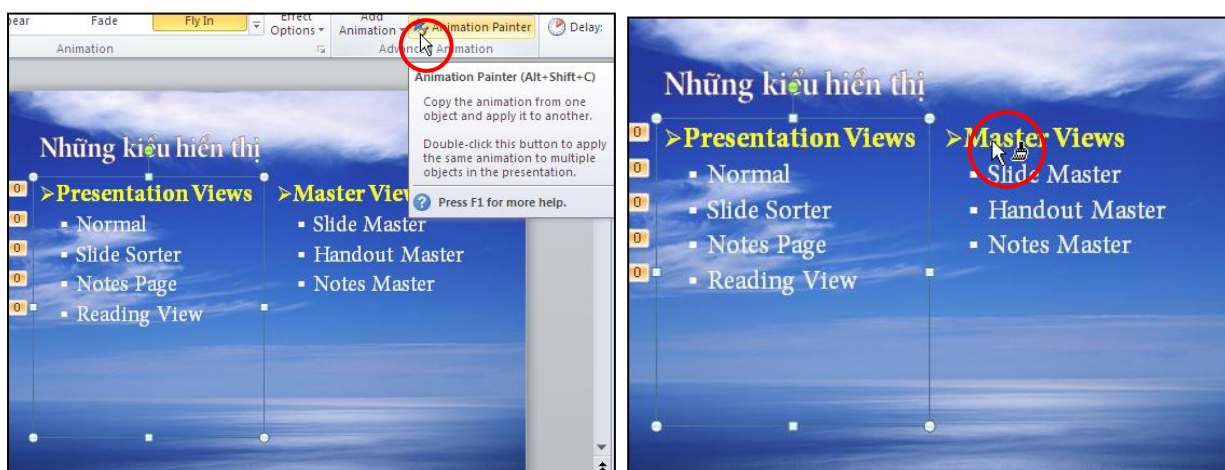 ear Fade Fly In Effect Options Add Animation Animation Painter Delay:
Animation Advanced Animation
Animation Painter (Alt+Shift+C)
Copy the animation from one
object and apply it to another.
Double-click this button to apply
the same animation to multiple
objects in the presentation.
Press F1 for more help.
Những kiểu hiển thị
0 ➢Presentation Views
0 ▪ Normal
0 ▪ Slide Sorter
0 ▪ Notes Page
0 ▪ Reading View
➢Master Vie
▪ Slide Master
▪ Handout Master
▪ Notes Master
Những kiểu hiển thị
0 ➢Presentation Views
0 ▪ Normal
0 ▪ Slide Sorter
0 ▪ Notes Page
0 ▪ Reading View
➢Master Views
▪ Slide Master
▪ Handout Master
▪ Notes Master